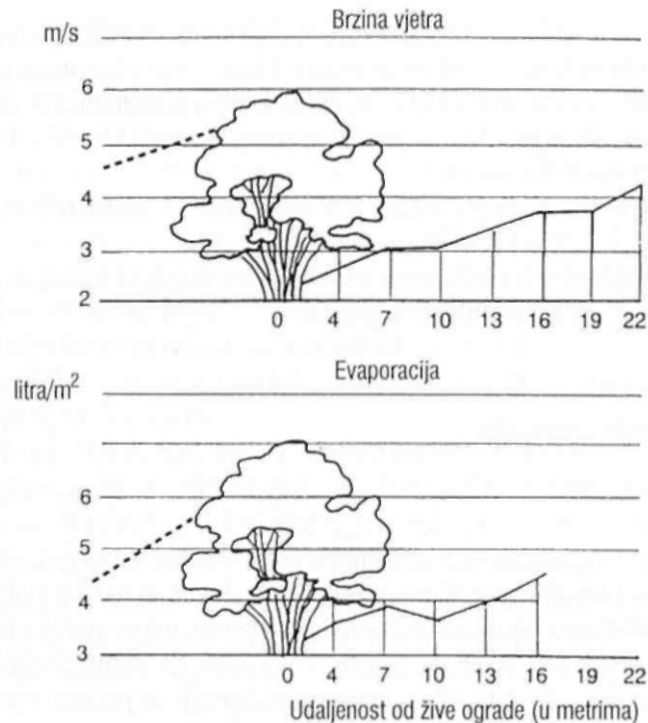 Brzina vjetra
m/s
6
5
4
3
2
0 4 7 10 13 16 19 22
Evaporacija
litra/m²
6
5
4
3
0 4 7 10 13 16 19 22
Udaljenost od žive ograde (u metrima)